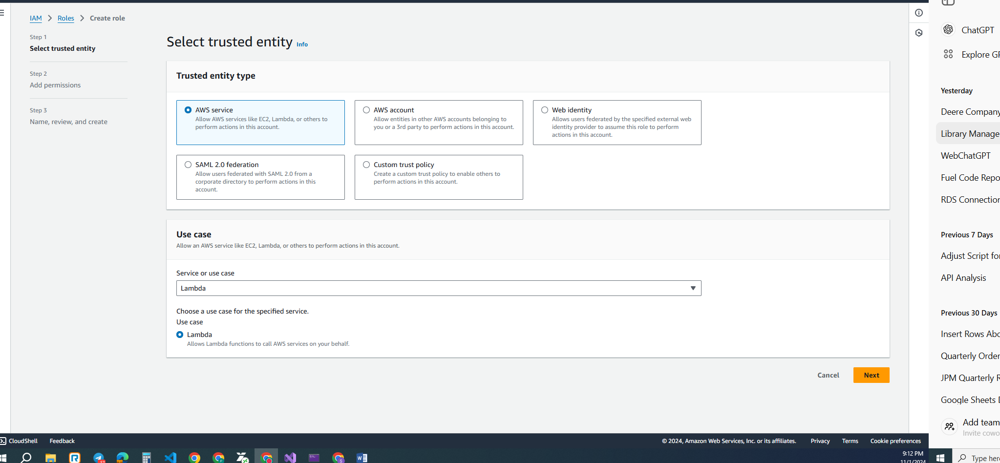 IAM > Roles > Create role
Step 1
Select trusted entity
Step 2
Add permissions
Step 3
Name, review, and create
Select trusted entity Info
Trusted entity type
AWS service
Allow AWS services like EC2, Lambda, or others to
perform actions in this account.
AWS account
Allow entities in other AWS accounts belonging to
you or a 3rd party to perform actions in this account.
Web identity
Allows users federated by the specified external web
identity provider to assume this role to perform
actions in this account.
SAML 2.0 federation
Allow users federated with SAML 2.0 from a
corporate directory to perform actions in this
account.
Custom trust policy
Create a custom trust policy to enable others to
perform actions in this account.
Use case
Allow an AWS service like EC2, Lambda, or others to perform actions in this account.
Service or use case
Lambda
Choose a use case for the specified service.
Use case
Lambda
Allows Lambda functions to call AWS services on your behalf.
Cancel Next
CloudShell Feedback
© 2024, Amazon Web Services, Inc. or its affiliates. Privacy Terms Cookie preferences
9:12 PM
11/1/2024
ChatGPT
Explore GP
Yesterday
Deere Company
Library Manage
WebChatGPT
Fuel Code Repo
RDS Connection
Previous 7 Days
Adjust Script for
API Analysis
Previous 30 Days
Insert Rows Abo
Quarterly Order
JPM Quarterly R
Google Sheets D
Add team
Invite cowo
Type here